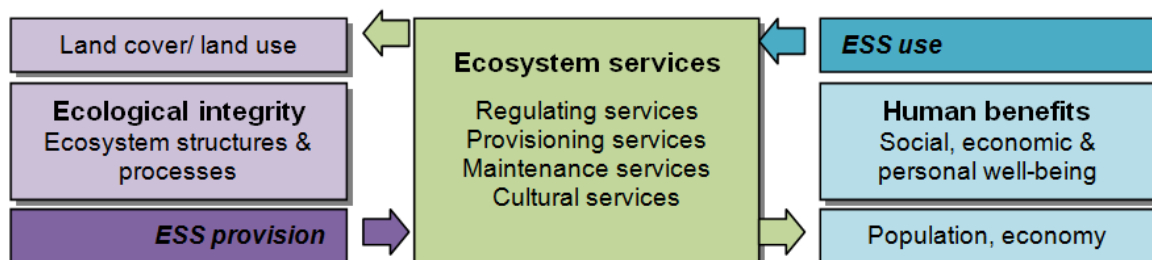 Land cover/ land use
Ecological integrity
Ecosystem structures &
processes
ESS provision
Ecosystem services
Regulating services
Provisioning services
Maintenance services
Cultural services
ESS use
Human benefits
Social, economic &
personal well-being
Population, economy